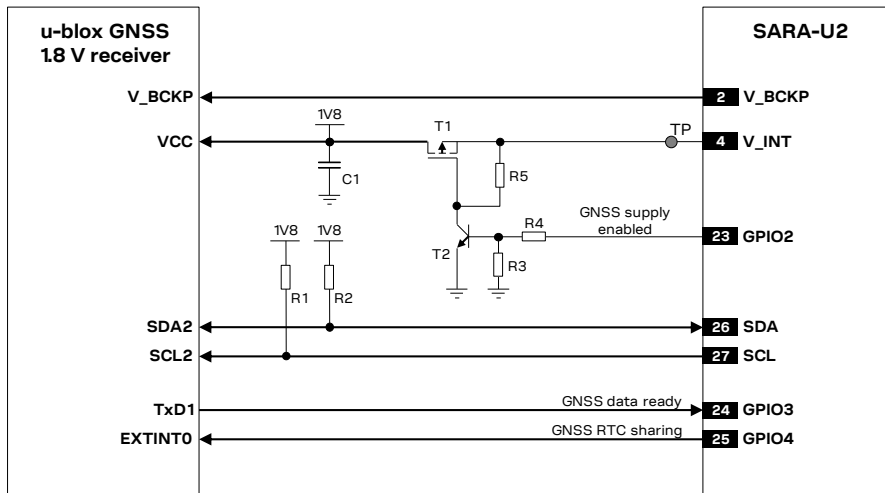 u-blox GNSS
1.8 V receiver
SARA-U2
V_BCKP
2 V_BCKP
1V8
T1
TP
VCC
4 V_INT
C1
R5
1V8
1V8
R4
GNSS supply
enabled
23 GPIO2
T2
R3
R1
R2
SDA2
26 SDA
SCL2
27 SCL
TxD1
GNSS data ready
24 GPIO3
EXTINT0
GNSS RTC sharing
25 GPIO4